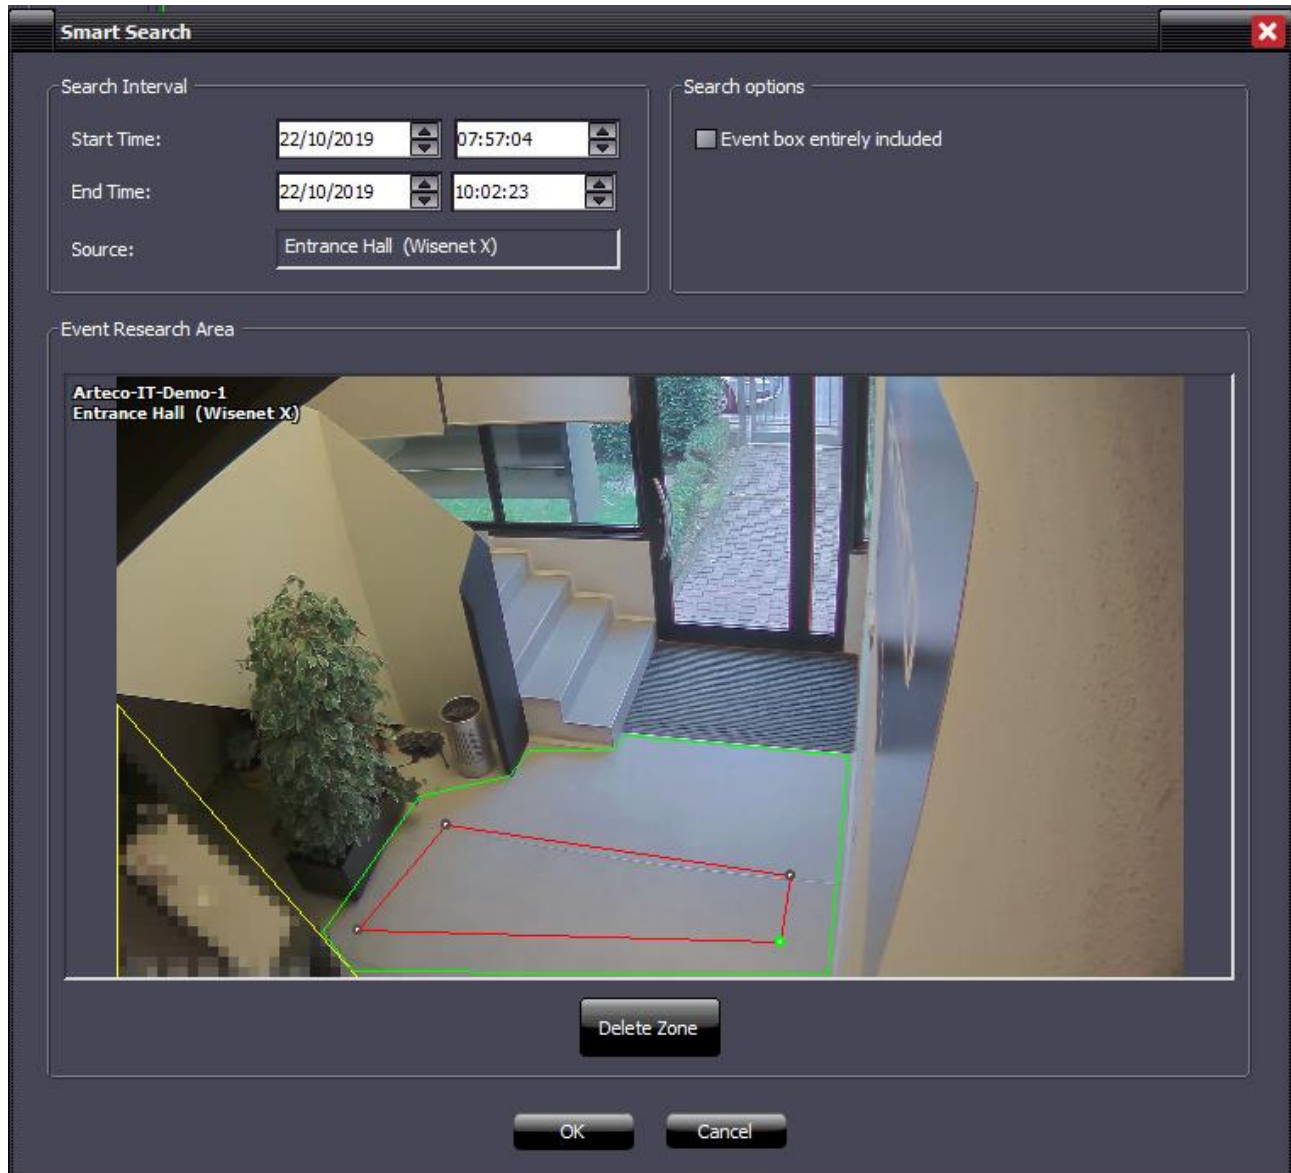 Smart Search
Search Interval
Start Time: 22/10/2019 07:57:04
End Time: 22/10/2019 10:02:23
Source: Entrance Hall (Wisenet X)
Search options
Event box entirely included
Event Research Area
Arteco-IT-Demo-1
Entrance Hall (Wisenet X)
Delete Zone
OK Cancel